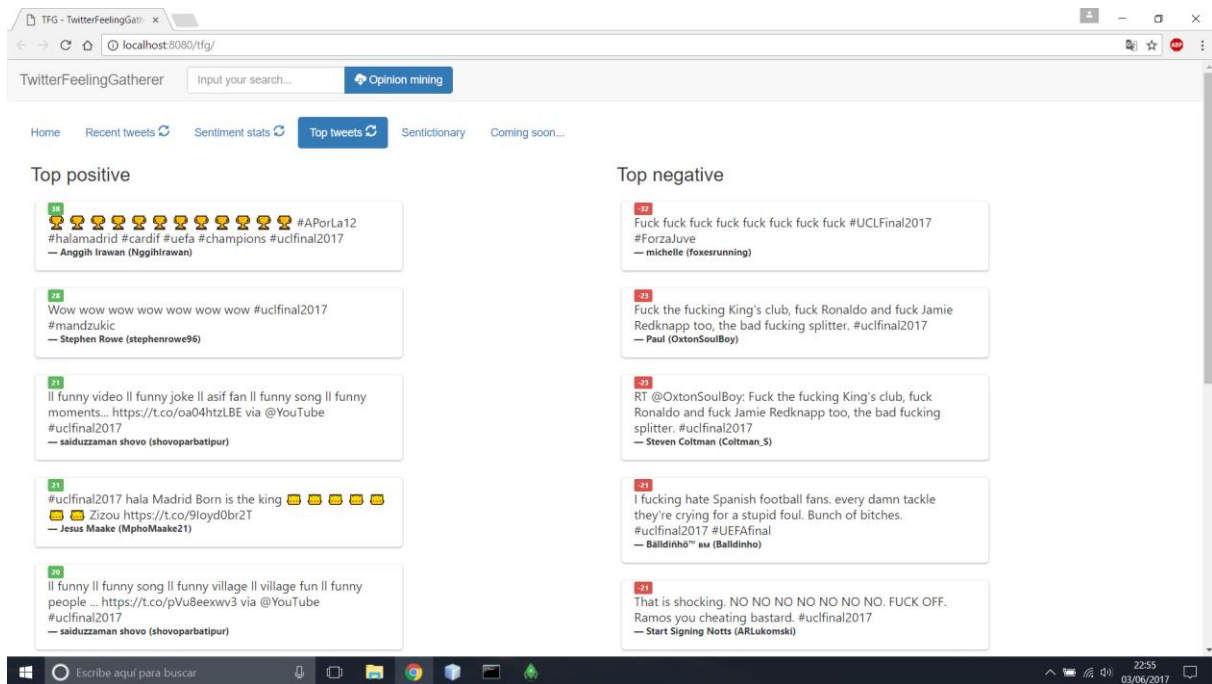 TFG - TwitterFeelingGath
localhost:8080/tfg/
ABP
TwitterFeelingGatherer
Input your search...
Opinion mining
Home
Recent tweets
Sentiment stats
Top tweets
Sentictionary
Coming soon...
Top positive
38
🏆🏆🏆🏆🏆🏆🏆🏆🏆🏆🏆🏆 #APorLa12
#halamadrid #cardif #uefa #champions #uclfinal2017
— Anggih Irawan (NggihIrawan)
28
Wow wow wow wow wow wow wow #uclfinal2017
#mandzukic
— Stephen Rowe (stephenrowe96)
21
ll funny video ll funny joke ll asif fan ll funny song ll funny
moments... https://t.co/oa04htzLBE via @YouTube
#uclfinal2017
— saiduzzaman shovo (shovoparbatipur)
21
#uclfinal2017 hala Madrid Born is the king
Zizou https://t.co/9Ioyd0br2T
— Jesus Maake (MphoMaake21)
20
ll funny ll funny song ll funny village ll village fun ll funny
people ... https://t.co/pVu8eexwv3 via @YouTube
#uclfinal2017
— saiduzzaman shovo (shovoparbatipur)
Top negative
-32
Fuck fuck fuck fuck fuck fuck fuck fuck fuck #UCLFinal2017
#ForzaJuve
— michelle (foxesrunning)
-23
Fuck the fucking King's club, fuck Ronaldo and fuck Jamie
Redknapp too, the bad fucking splitter. #uclfinal2017
— Paul (OxtonSoulBoy)
-23
RT @OxtonSoulBoy: Fuck the fucking King's club, fuck
Ronaldo and fuck Jamie Redknapp too, the bad fucking
splitter. #uclfinal2017
— Steven Coltman (Coltman_S)
-21
I fucking hate Spanish football fans. every damn tackle
they're crying for a stupid foul. Bunch of bitches.
#uclfinal2017 #UEFAfinal
— Bâlldiñhö™ ʙᴍ (Balldinho)
-21
That is shocking. NO NO NO NO NO NO NO. FUCK OFF.
Ramos you cheating bastard. #uclfinal2017
— Start Signing Notts (ARLukomski)
Escribe aquí para buscar
22:55
03/06/2017